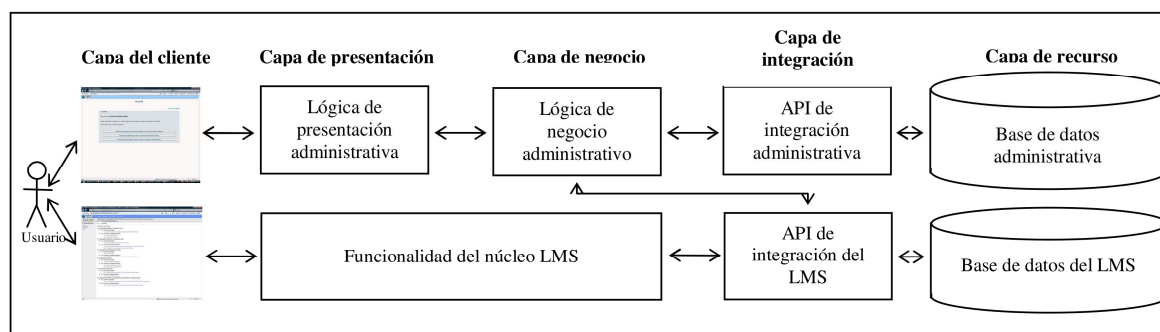 Capa del cliente
Capa de presentación
Capa de negocio
Capa de
integración
Capa de recurso
Lógica de
presentación
administrativa
Lógica de
negocio
administrativo
API de
integración
administrativa
Base de datos
administrativa
Usuario
Funcionalidad del núcleo LMS
API de
integración del
LMS
Base de datos del LMS